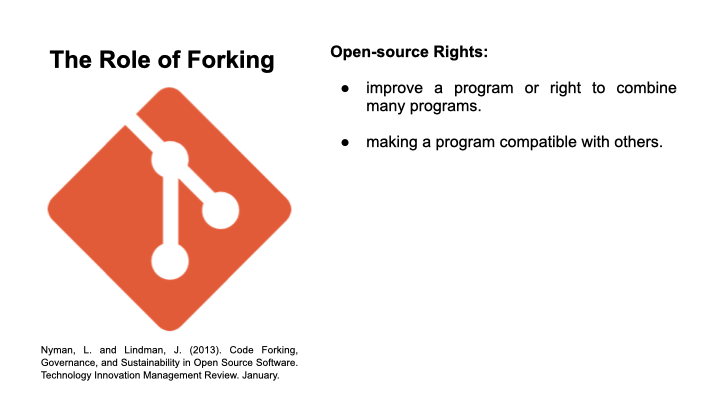 The Role of Forking
Nyman, L. and Lindman, J. (2013). Code Forking,
Governance, and Sustainability in Open Source Software.
Technology Innovation Management Review. January.
Open-source Rights:
● improve a program or right to combine
many programs.
● making a program compatible with others.